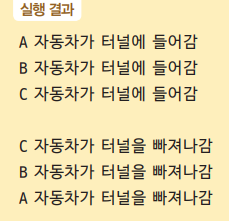 실행 결과
A 자동차가 터널에 들어감
B 자동차가 터널에 들어감
C 자동차가 터널에 들어감
C 자동차가 터널을 빠져나감
B 자동차가 터널을 빠져나감
A 자동차가 터널을 빠져나감